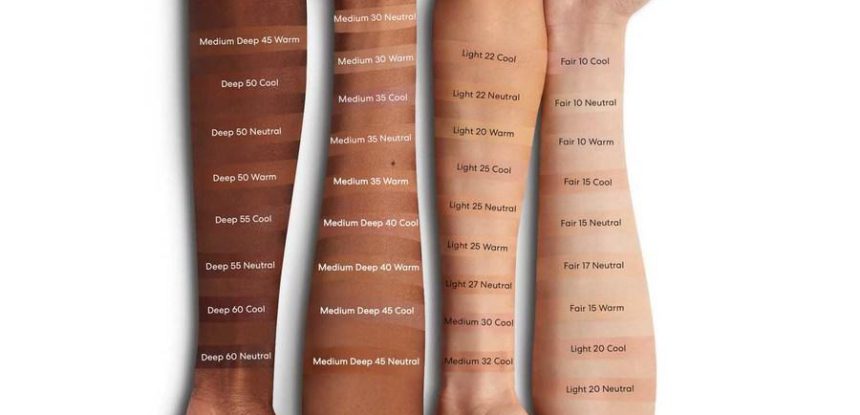 Medium Deep 45 Warm
Deep 50 Cool
Deep 50 Neutral
Deep 50 Warm
Deep 55 Cool
Deep 55 Neutral
Deep 60 Cool
Deep 60 Neutral
Medium 30 Neutral
Medium 30 Warm
Medium 35 Cool
Medium 35 Neutral
Medium 35 Warm
Medium Deep 40 Cool
Medium Deep 40 Warm
Medium Deep 45 Cool
Medium Deep 45 Neutral
Light 22 Cool
Light 22 Neutral
Light 20 Warm
Light 25 Cool
Light 25 Neutral
Light 25 Warm
Light 27 Neutral
Medium 30 Cool
Medium 32 Cool
Fair 10 Cool
Fair 10 Neutral
Fair 10 Warm
Fair 15 Cool
Fair 15 Neutral
Fair 17 Neutral
Fair 15 Warm
Light 20 Cool
Light 20 Neutral